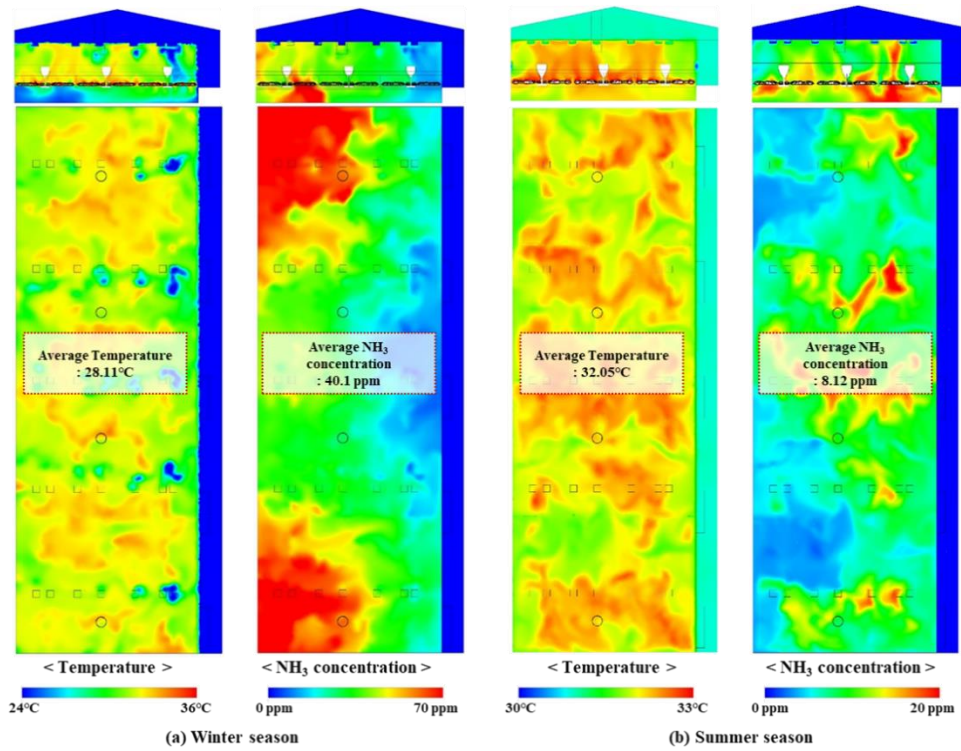 Average Temperature
: 28.11℃
Average NH₃
concentration
: 40.1 ppm
Average Temperature
: 32.05℃
Average NH₃
concentration
: 8.12 ppm
< Temperature >
< NH₃ concentration >
< Temperature >
< NH₃ concentration >
24℃
36℃
0 ppm
70 ppm
30℃
33℃
0 ppm
20 ppm
(a) Winter season
(b) Summer season